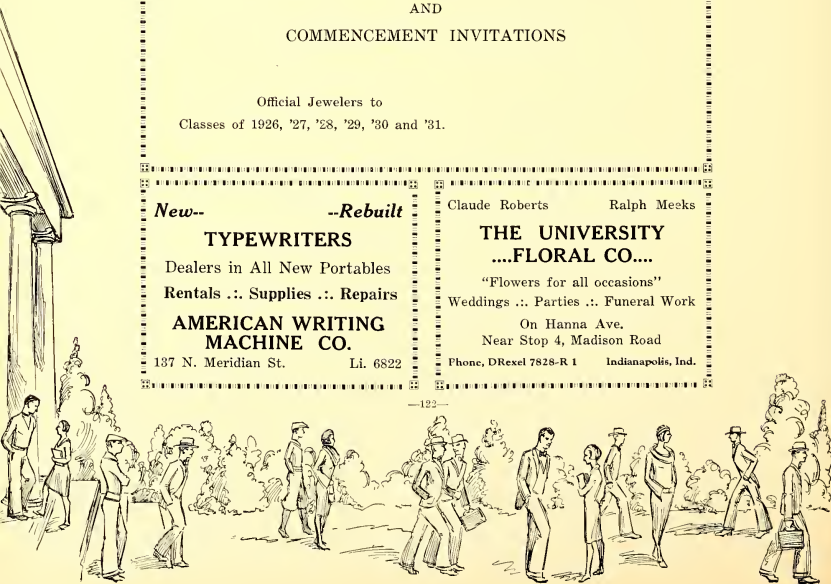 AND
COMMENCEMENT INVITATIONS
Official Jewelers to
Classes of 1926, '27, '28, '29, '30 and '31.
New-- --Rebuilt
TYPEWRITERS
Dealers in All New Portables
Rentals .:. Supplies .:. Repairs
AMERICAN WRITING
MACHINE CO.
137 N. Meridian St. Li. 6822
Claude Roberts Ralph Meeks
THE UNIVERSITY
....FLORAL CO....
"Flowers for all occasions"
Weddings .:. Parties .:. Funeral Work
On Hanna Ave.
Near Stop 4, Madison Road
Phone, DRexel 7828-R 1 Indianapolis, Ind.
—122—